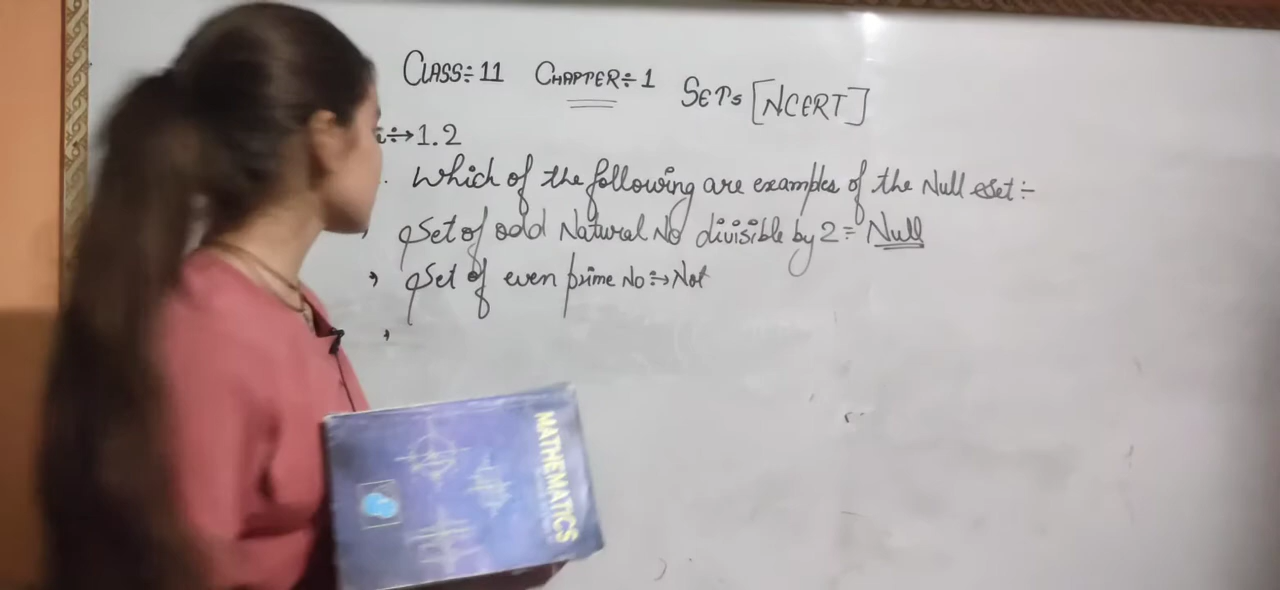 CLASS÷11 CHAPTER÷1 SETs [NCERT]
÷→1.2
Which of the following are examples of the Null set:-
, Set of odd Natural No divisible by 2 = Null
, Set of even prime No÷→Not
,
MATHEMATICS